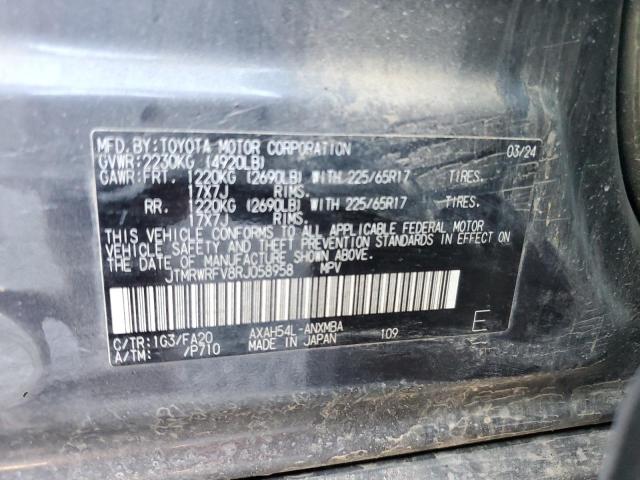 MFD. BY: TOYOTA MOTOR CORPORATION 03/24
GVWR: 2230KG (4920LB)
GAWR: FRT. 1220KG (2690LB) WITH 225/65R17 TIRES.
17X7J RIMS.
RR. 1220KG (2690LB) WITH 225/65R17 TIRES.
17X7J RIMS.
THIS VEHICLE CONFORMS TO ALL APPLICABLE FEDERAL MOTOR
VEHICLE SAFETY AND THEFT PREVENTION STANDARDS IN EFFECT ON
THE DATE OF MANUFACTURE SHOWN ABOVE.
JTMRWRFV8RJ058958 MPV
C/TR: 1G3/FA20 AXAH54L-ANXMBA 109 E
A/TM: /P710 MADE IN JAPAN